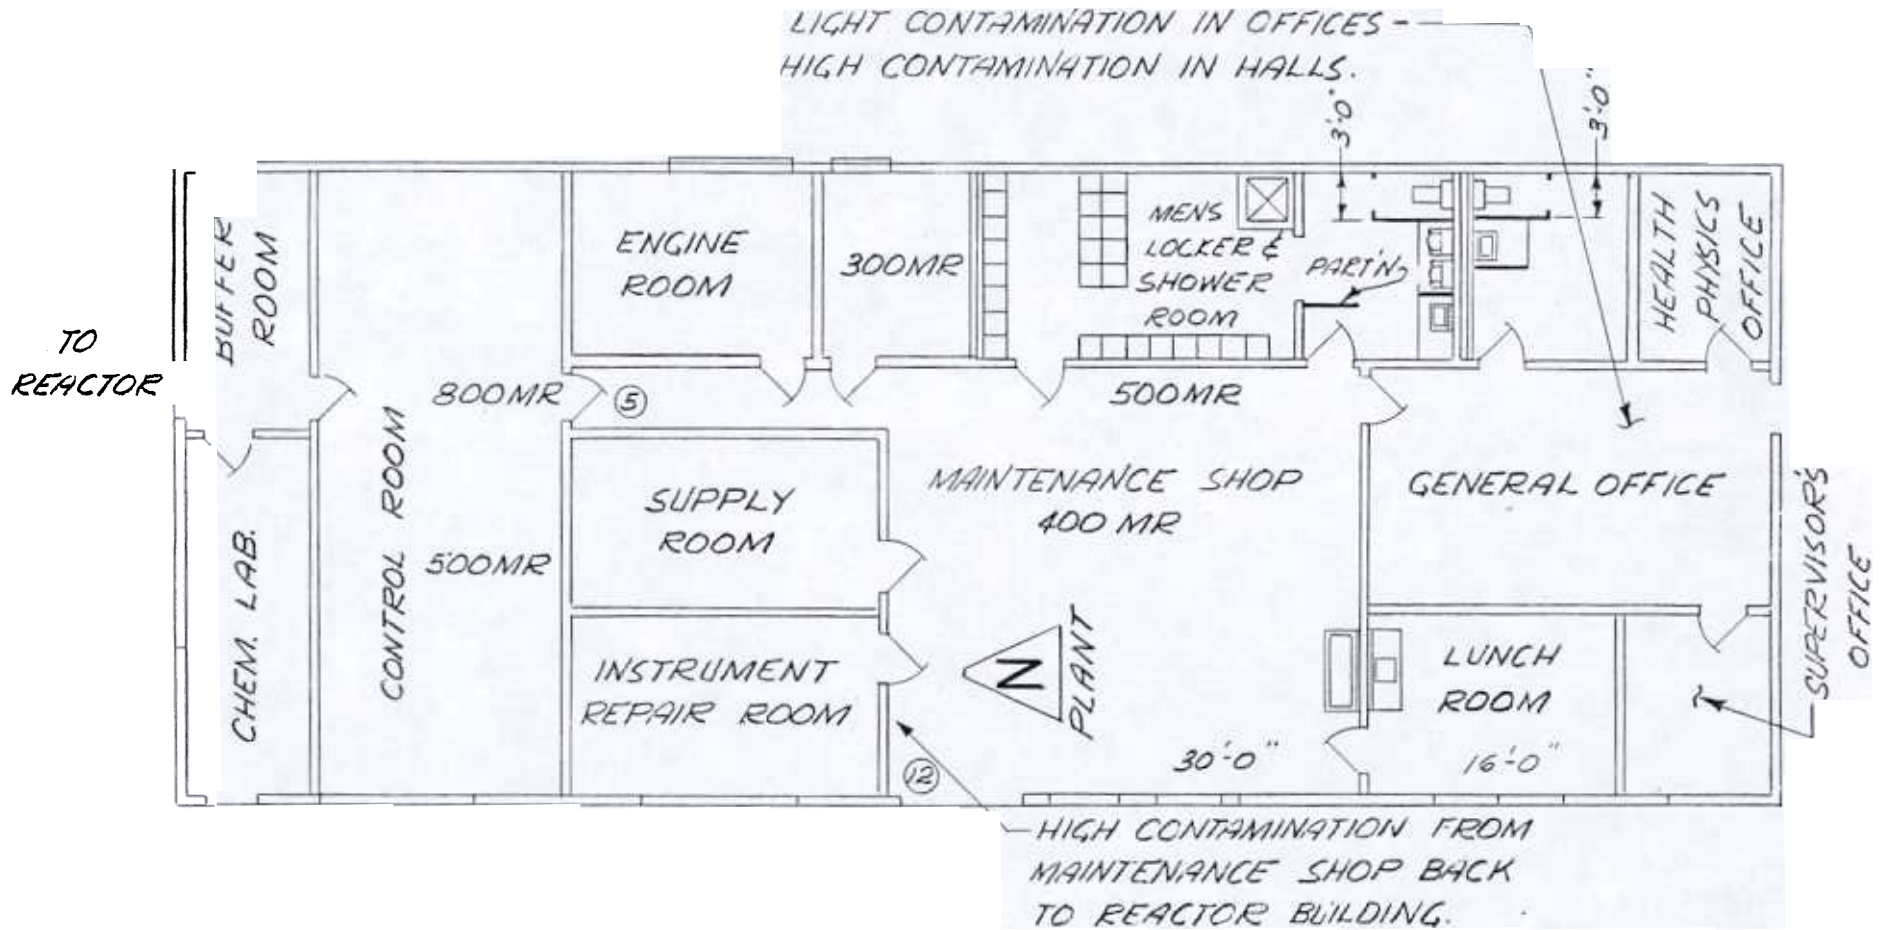 LIGHT CONTAMINATION IN OFFICES -
HIGH CONTAMINATION IN HALLS.
3'-0"
3'-0"
TO
REACTOR
BUFFER
ROOM
ENGINE
ROOM
300MR
MENS
LOCKER &
SHOWER
ROOM
PART'N
HEALTH
PHYSICS
OFFICE
800MR
5
500MR
CONTROL ROOM
500MR
SUPPLY
ROOM
MAINTENANCE SHOP
400 MR
GENERAL OFFICE
SUPERVISOR'S
OFFICE
CHEM. LAB.
INSTRUMENT
REPAIR ROOM
N
PLANT
LUNCH
ROOM
12
30'-0"
16'-0"
HIGH CONTAMINATION FROM
MAINTENANCE SHOP BACK
TO REACTOR BUILDING.